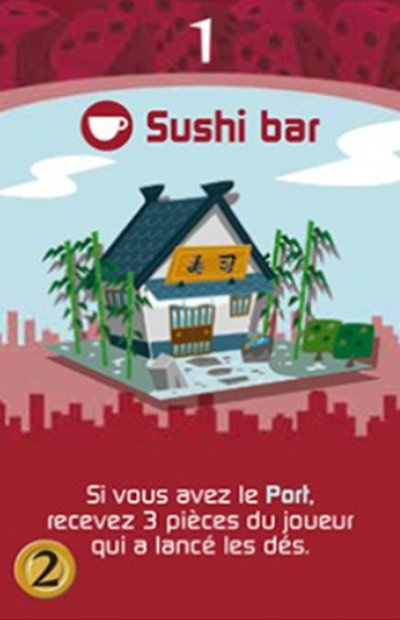 1
Sushi bar
寿司
Si vous avez le Port,
recevez 3 pièces du joueur
qui a lancé les dés.
2